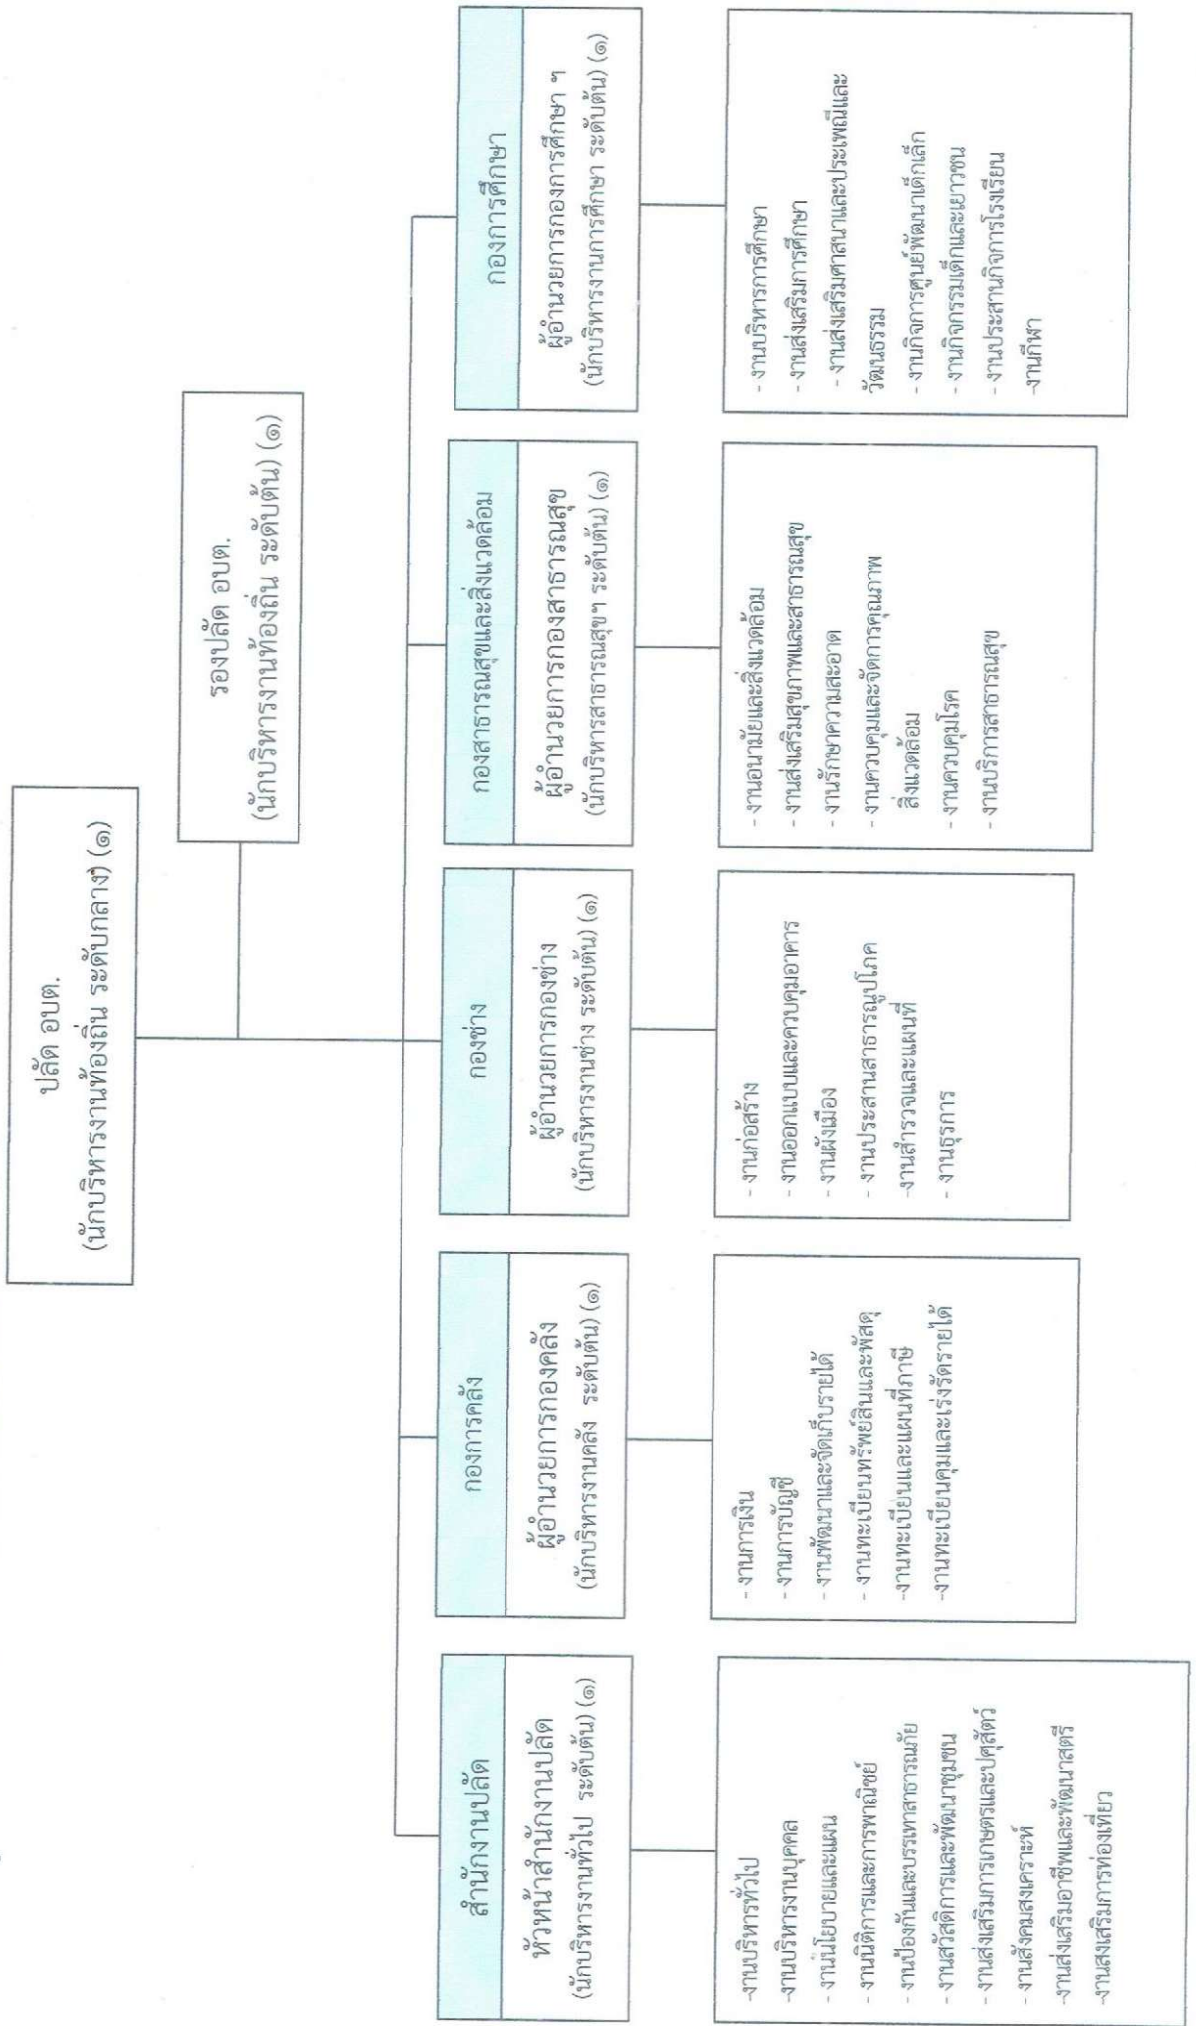 ปลัด อบต.
(นักบริหารงานท้องถิ่น ระดับกลาง) (๑)
รองปลัด อบต.
(นักบริหารงานท้องถิ่น ระดับต้น) (๑)
สำนักงานปลัด
หัวหน้าสำนักงานปลัด
(นักบริหารงานทั่วไป ระดับต้น) (๑)
-งานบริหารทั่วไป
-งานบริหารงานบุคคล
- งานนโยบายและแผน
- งานนิติการและการพาณิชย์
- งานป้องกันและบรรเทาสาธารณภัย
- งานสวัสดิการและพัฒนาชุมชน
- งานส่งเสริมการเกษตรและปศุสัตว์
- งานสังคมสงเคราะห์
-งานส่งเสริมอาชีพและพัฒนาสตรี
-งานสงเสริมการท่องเที่ยว
กองการคลัง
ผู้อำนวยการกองคลัง
(นักบริหารงานคลัง ระดับต้น) (๑)
- งานการเงิน
- งานการบัญชี
- งานพัฒนาและจัดเก็บรายได้
- งานทะเบียนทรัพย์สินและพัสดุ
-งานทะเบียนและแผนที่ภาษี
-งานทะเบียนคุมและเร่งรัดรายได้
กองช่าง
ผู้อำนวยการกองช่าง
(นักบริหารงานช่าง ระดับต้น) (๑)
- งานก่อสร้าง
- งานออกแบบและควบคุมอาคาร
- งานผังเมือง
- งานประสานสาธารณูปโภค
-งานสำรวจและแผนที่
- งานธุรการ
กองสาธารณสุขและสิ่งแวดล้อม
ผู้อำนวยการกองสาธารณสุข
(นักบริหารสาธารณสุขฯ ระดับต้น) (๑)
- งานอนามัยและสิ่งแวดล้อม
- งานส่งเสริมสุขภาพและสาธารณสุข
- งานรักษาความสะอาด
- งานควบคุมและจัดการคุณภาพ
สิ่งแวดล้อม
- งานควบคุมโรค
- งานบริการสาธารณสุข
กองการศึกษา
ผู้อำนวยการกองการศึกษา ฯ
(นักบริหารงานการศึกษา ระดับต้น) (๑)
- งานบริหารการศึกษา
- งานส่งเสริมการศึกษา
- งานส่งเสริมศาสนาและประเพณีและ
วัฒนธรรม
- งานกิจการศูนย์พัฒนาเด็กเล็ก
- งานกิจกรรมเด็กและเยาวชน
- งานประสานกิจการโรงเรียน
-งานกีฬา